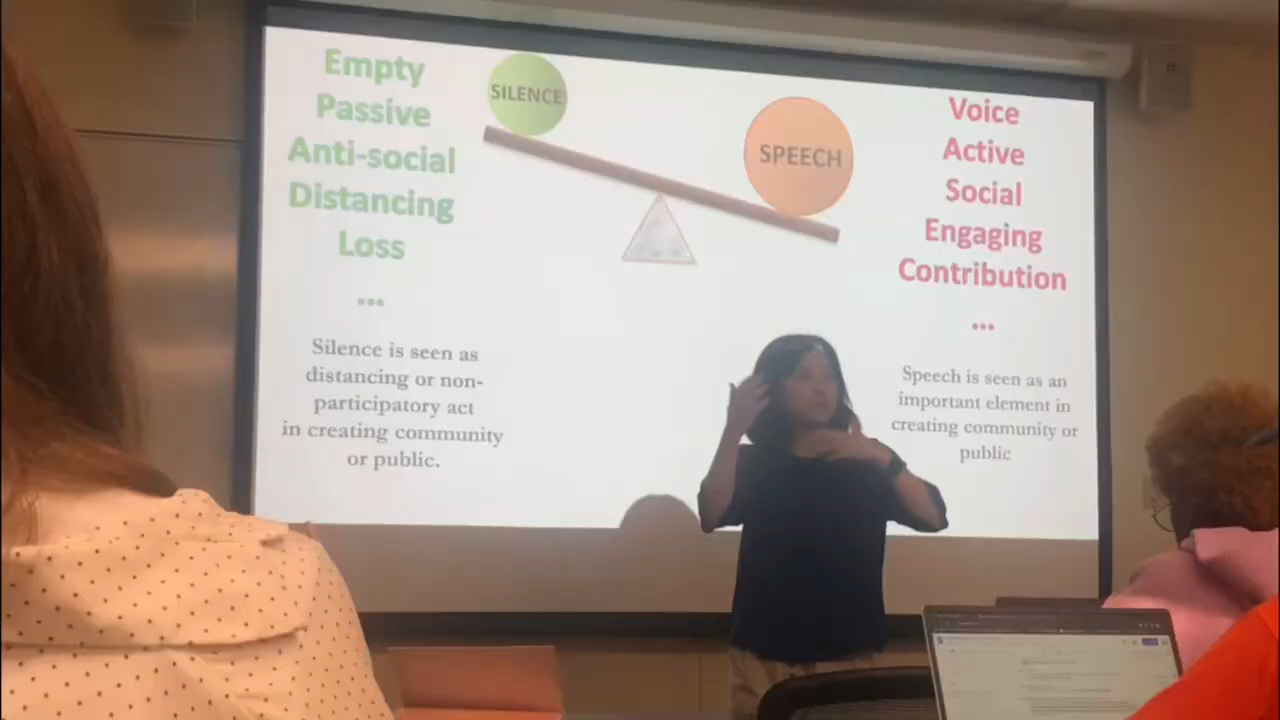 Empty
Passive
Anti-social
Distancing
Loss
...
Silence is seen as
distancing or non-
participatory act
in creating community
or public.
SILENCE
SPEECH
Voice
Active
Social
Engaging
Contribution
...
Speech is seen as an
important element in
creating community or
public